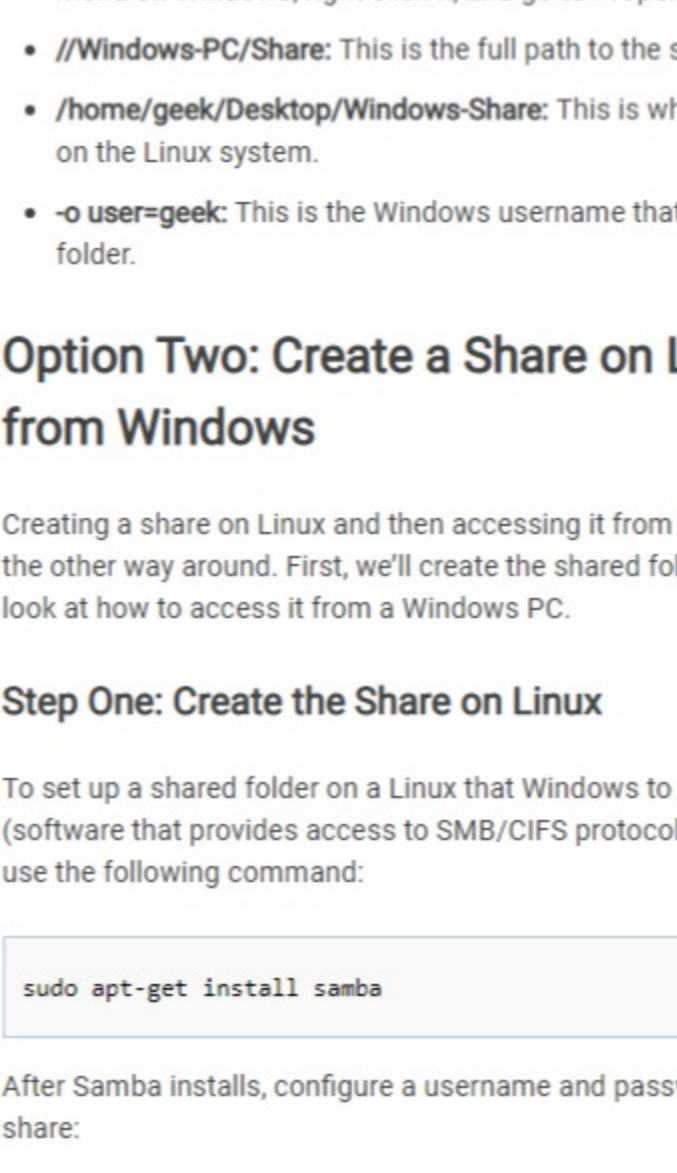 //Windows-PC/Share: This is the full path to the
/home/geek/Desktop/Windows-Share: This is
on the Linux system.
-o user=geek: This is the Windows username that
folder.
Option Two: Create a Share on
from Windows
Creating a share on Linux and then accessing it from
the other way around. First, we'll create the shared
look at how to access it from a Windows PC.
Step One: Create the Share on Linux
To set up a shared folder on a Linux that Windows to
(software that provides access to SMB/CIFS protocol
use the following command:
sudo apt-get install samba
After Samba installs, configure a username and
share: